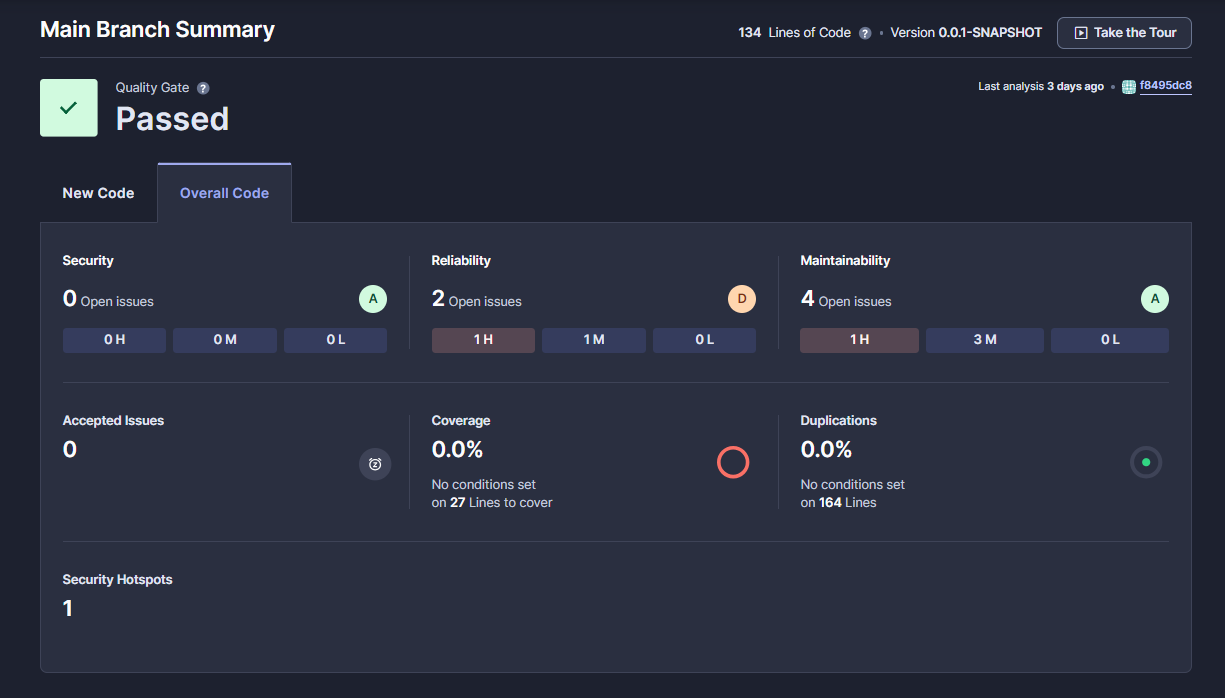 Main Branch Summary
134 Lines of Code ? • Version 0.0.1-SNAPSHOT
Take the Tour
Quality Gate ?
Passed
Last analysis 3 days ago • f8495dc8
New Code
Overall Code
Security
0 Open issues
A
0 H
0 M
0 L
Reliability
2 Open issues
D
1 H
1 M
0 L
Maintainability
4 Open issues
A
1 H
3 M
0 L
Accepted Issues
0
Coverage
0.0%
No conditions set
on 27 Lines to cover
Duplications
0.0%
No conditions set
on 164 Lines
Security Hotspots
1